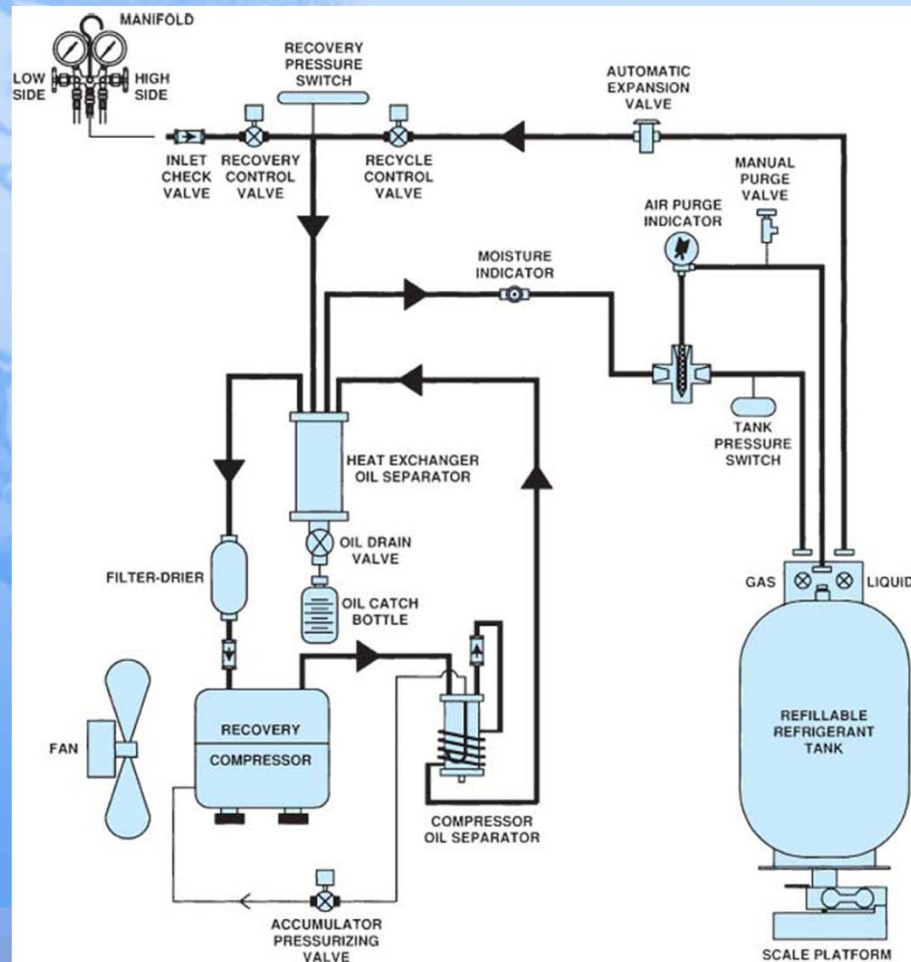 MANIFOLD
LOW
SIDE
HIGH
SIDE
RECOVERY
PRESSURE
SWITCH
AUTOMATIC
EXPANSION
VALVE
INLET
CHECK
VALVE
RECOVERY
CONTROL
VALVE
RECYCLE
CONTROL
VALVE
MANUAL
PURGE
VALVE
AIR PURGE
INDICATOR
MOISTURE
INDICATOR
TANK
PRESSURE
SWITCH
HEAT EXCHANGER
OIL SEPARATOR
OIL DRAIN
VALVE
FILTER-DRIER
OIL CATCH
BOTTLE
GAS
LIQUID
RECOVERY
COMPRESSOR
FAN
REFILLABLE
REFRIGERANT
TANK
COMPRESSOR
OIL SEPARATOR
ACCUMULATOR
PRESSURIZING
VALVE
SCALE PLATFORM